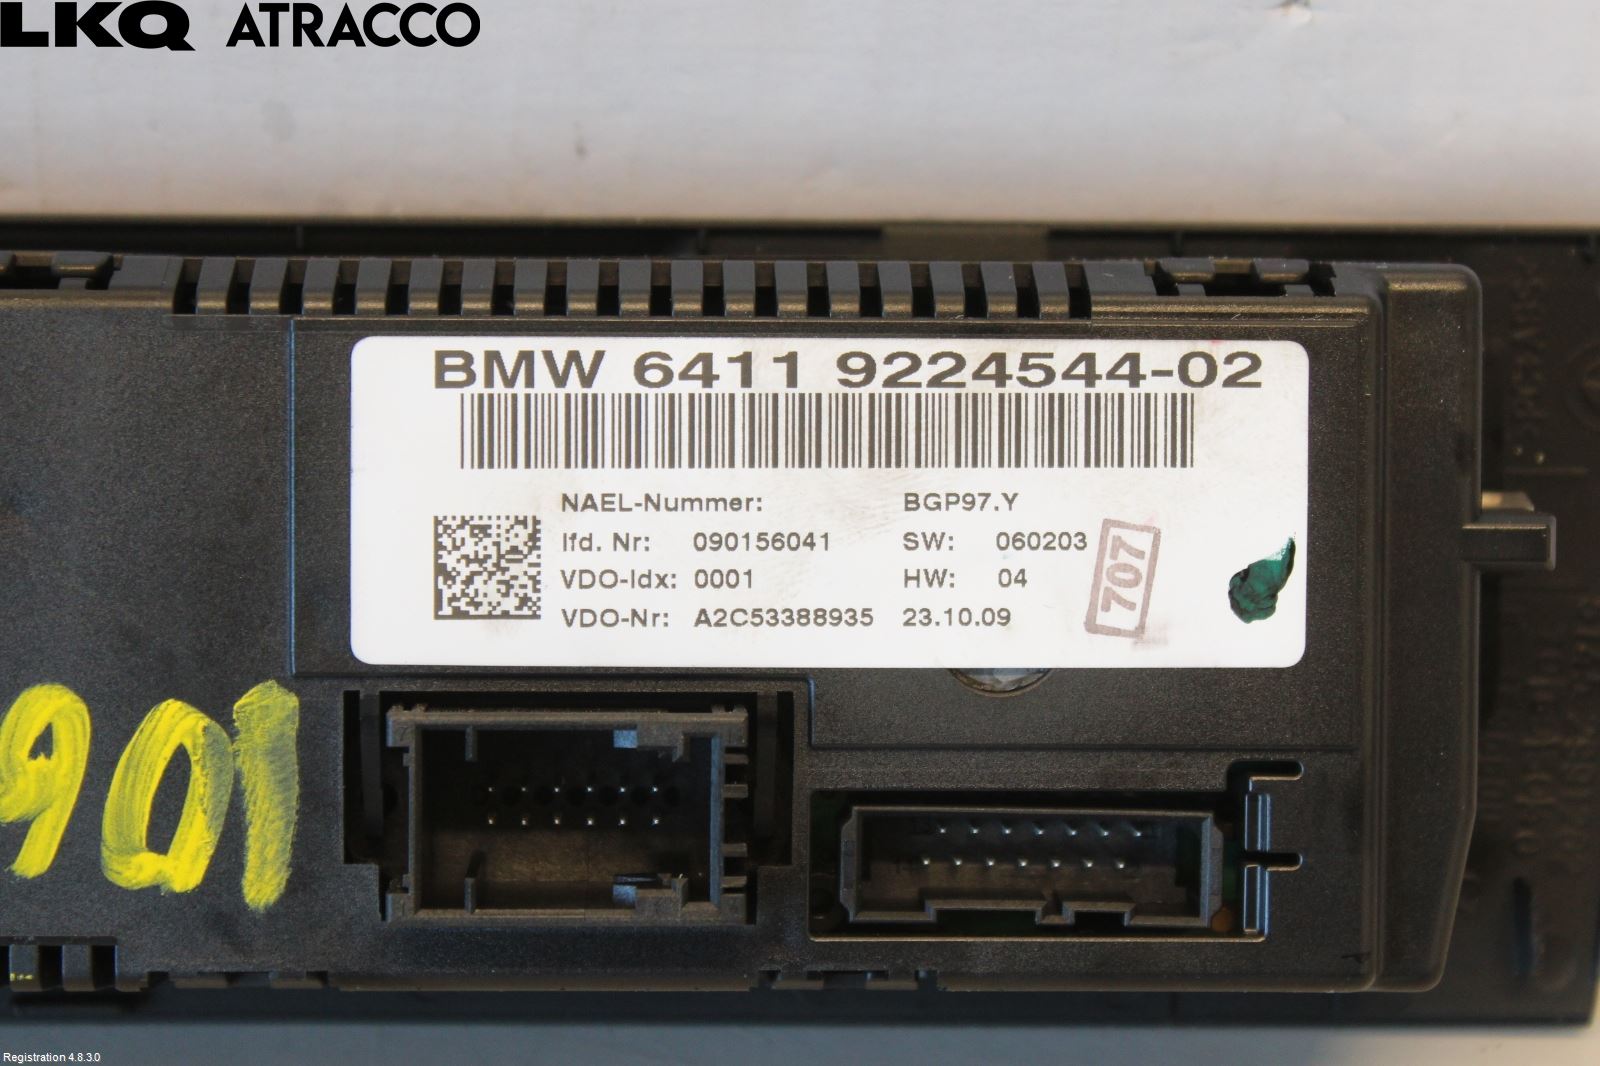 LKQ ATRACCO
BMW 6411 9224544-02
NAEL-Nummer: BGP97.Y
lfd. Nr: 090156041 SW: 060203
VDO-Idx: 0001 HW: 04
VDO-Nr: A2C53388935 23.10.09
707
901
Registration 4.8.3.0